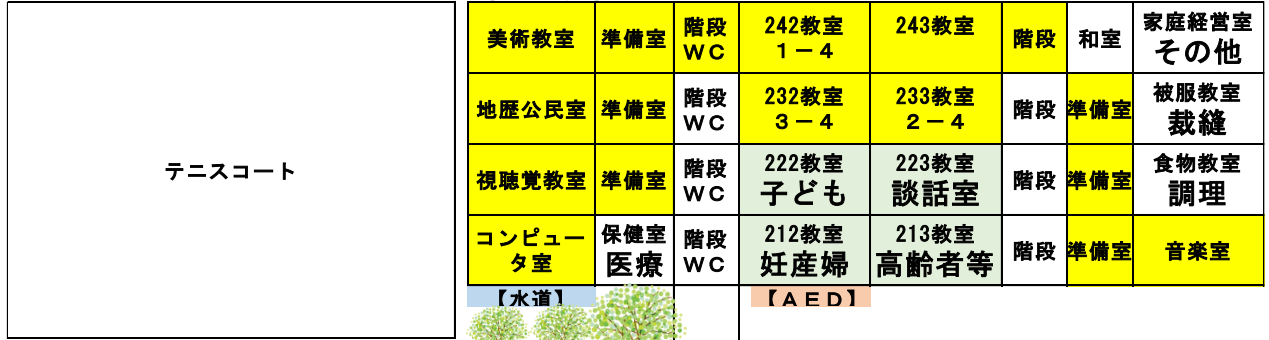 テニスコート
美術教室 準備室 階段 242教室 243教室 階段 和室 家庭経営室
ＷＣ １－４ その他
地歴公民室 準備室 階段 232教室 233教室 階段 準備室 被服教室
ＷＣ ３－４ ２－４ 裁縫
視聴覚教室 準備室 階段 222教室 223教室 階段 準備室 食物教室
ＷＣ 子ども 談話室 調理
コンピュー 保健室 階段 212教室 213教室 階段 準備室 音楽室
タ室 医療 ＷＣ 妊産婦 高齢者等
【水道】 【ＡＥＤ】